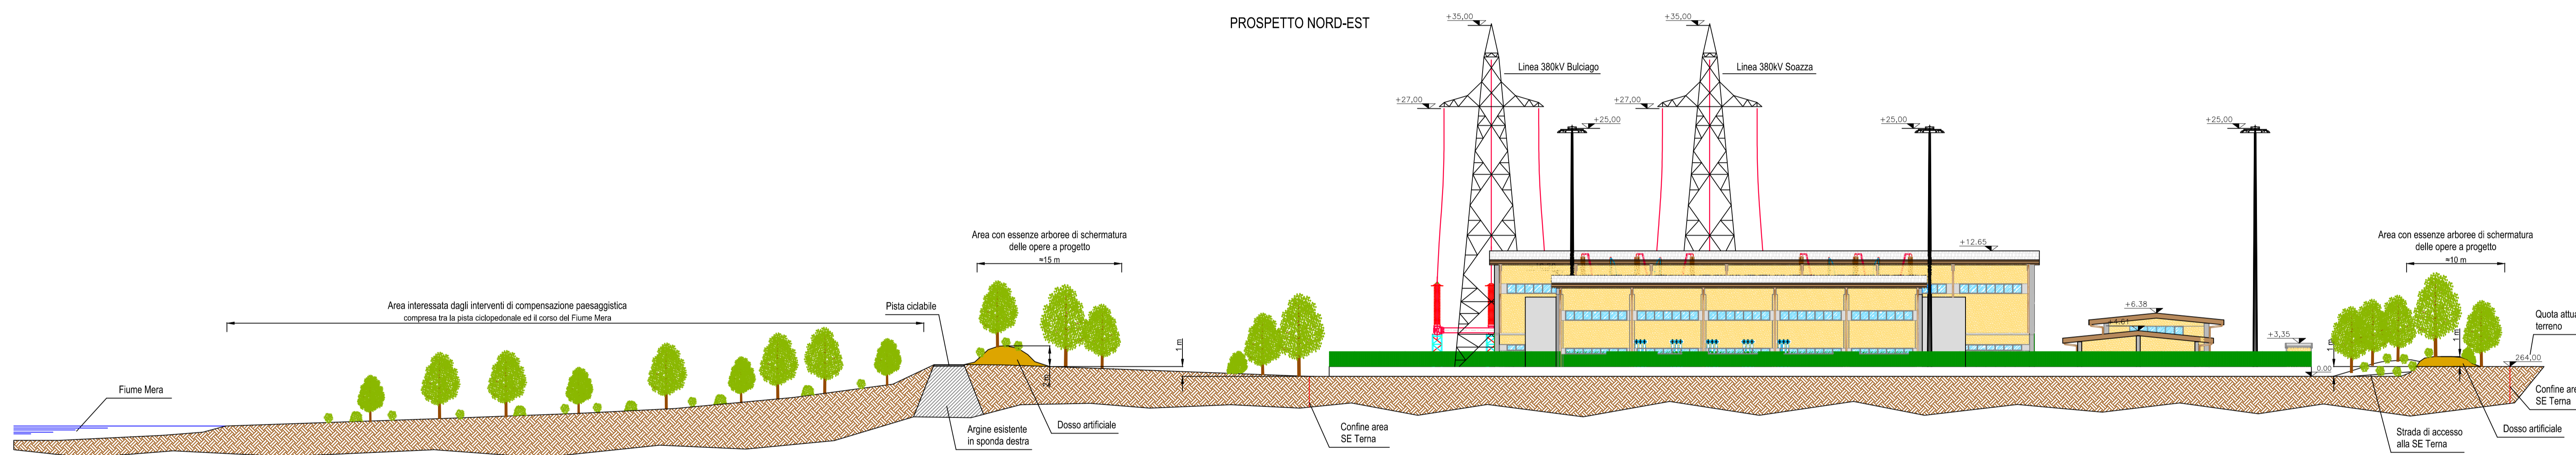 PROSPETTO NORD-EST
+35,00
+35,00
Linea 380kV Bulciago
Linea 380kV Soazza
+27,00
+27,00
+25,00
+25,00
+25,00
Area con essenze arboree di schermatura
delle opere a progetto
≈15 m
Area con essenze arboree di schermatura
delle opere a progetto
≈10 m
+12,65
Area interessata dagli interventi di compensazione paesaggistica
compresa tra la pista ciclopedonale ed il corso del Fiume Mera
Pista ciclabile
+6,38
+4,61
+3,35
Quota
terreno
1 m
1 m
1 m
2 m
264,00
0.00
Fiume Mera
Confine
SE Terna
Argine esistente
in sponda destra
Dosso artificiale
Confine area
SE Terna
Strada di accesso
alla SE Terna
Dosso artificiale